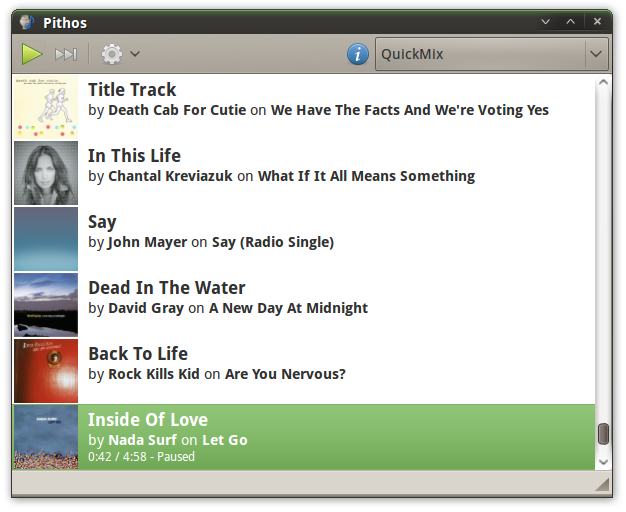 Pithos
QuickMix
Title Track
by Death Cab For Cutie on We Have The Facts And We're Voting Yes
In This Life
by Chantal Kreviazuk on What If It All Means Something
Say
by John Mayer on Say (Radio Single)
Dead In The Water
by David Gray on A New Day At Midnight
Back To Life
by Rock Kills Kid on Are You Nervous?
Inside Of Love
by Nada Surf on Let Go
0:42 / 4:58 - Paused